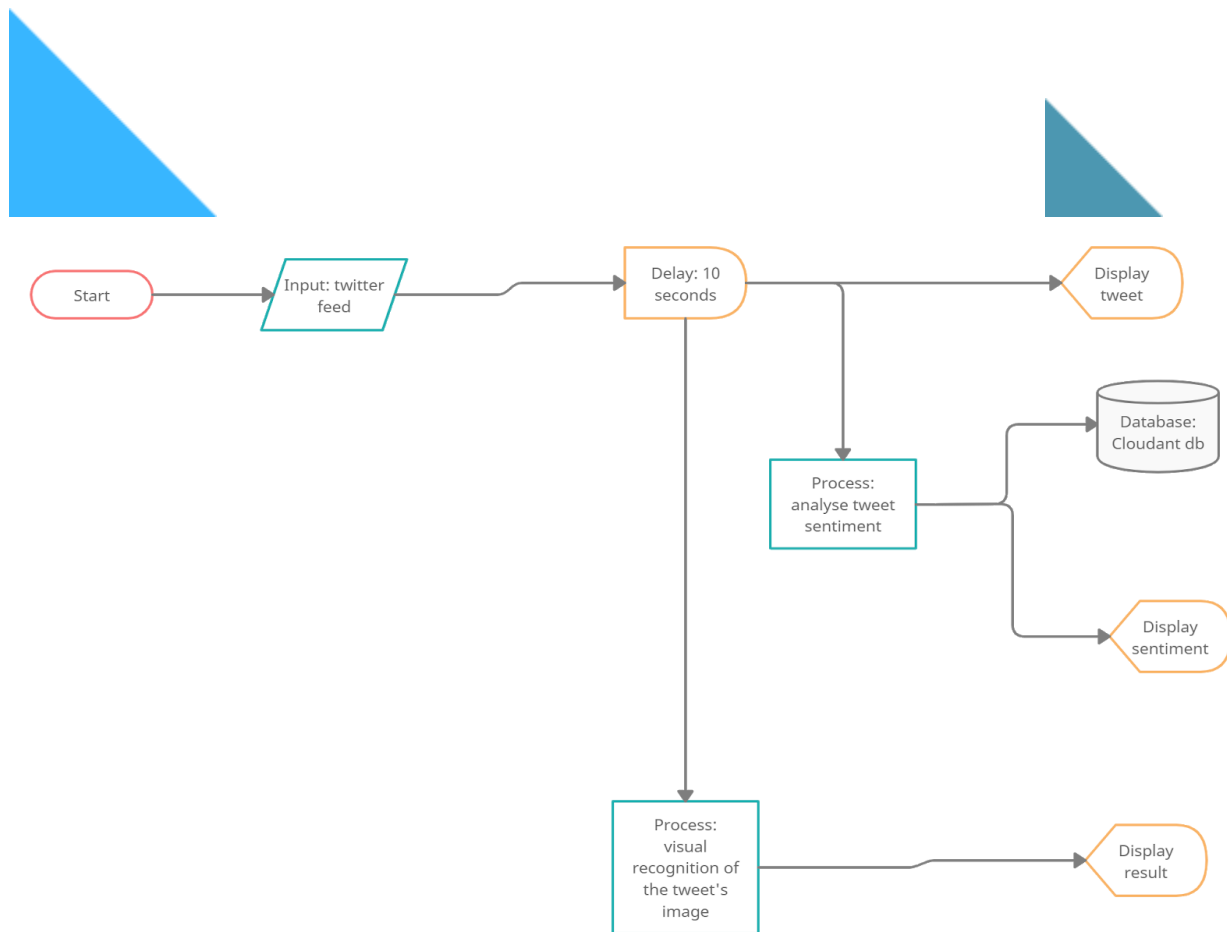 Start
Input: twitter
feed
Delay: 10
seconds
Display
tweet
Database:
Cloudant db
Process:
analyse tweet
sentiment
Display
sentiment
Process:
visual
recognition of
the tweet's
image
Display
result